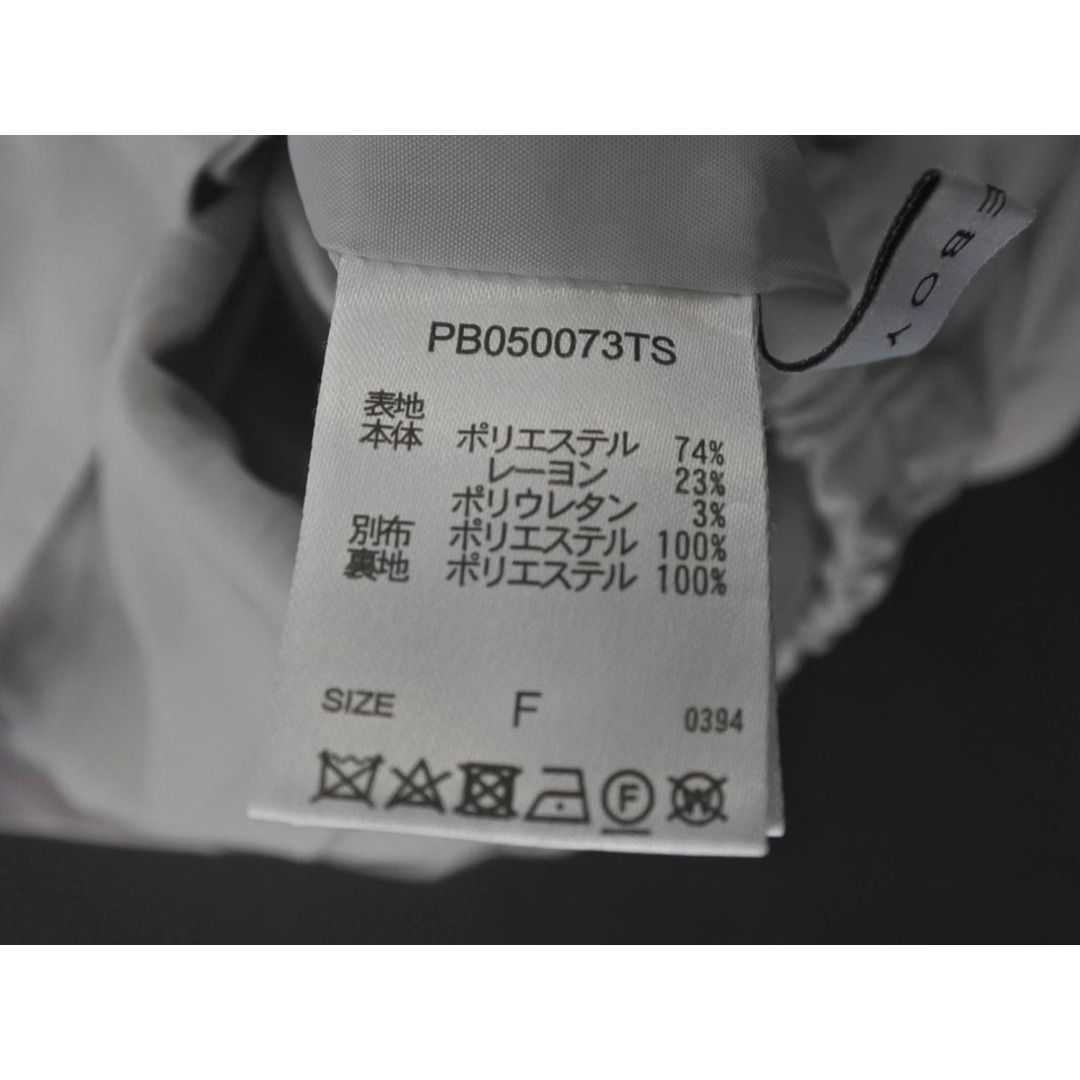 PB050073TS
表地
本体 ポリエステル 74%
レーヨン 23%
ポリウレタン 3%
別布 ポリエステル 100%
裏地 ポリエステル 100%
SIZE F 0394
F W
EBOY